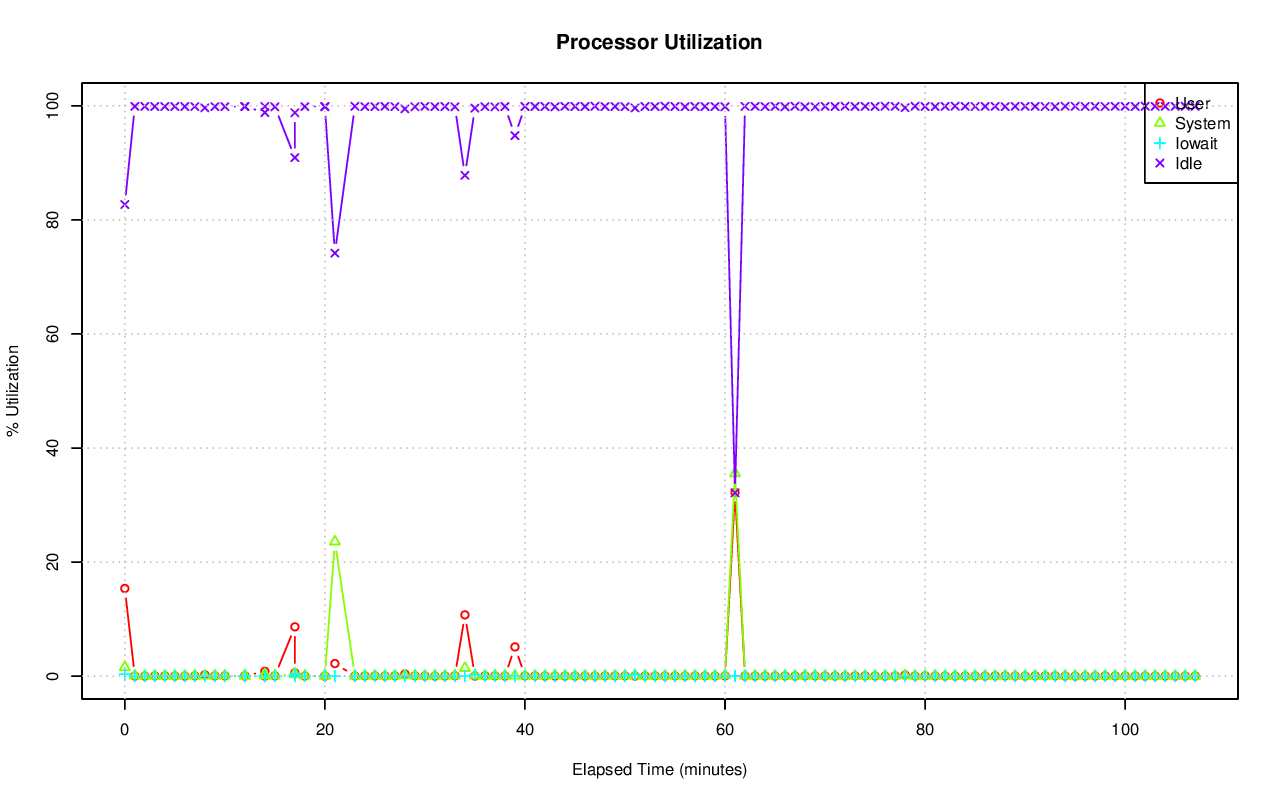 Processor Utilization
% Utilization
100
80
60
40
20
0
User
System
Iowait
Idle
0 20 40 60 80 100
Elapsed Time (minutes)